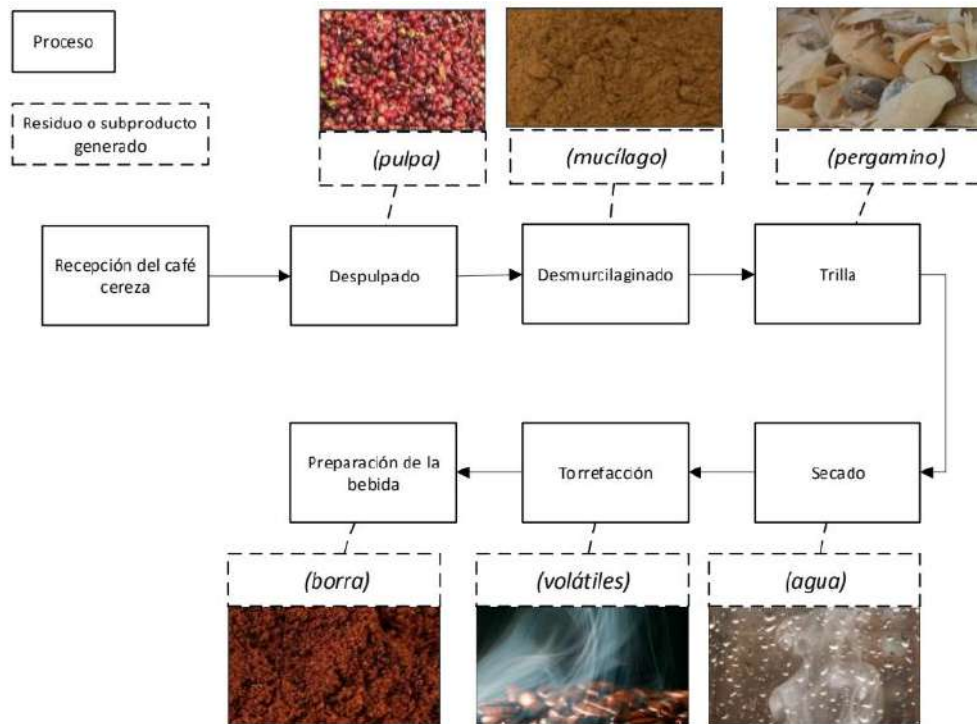 Proceso
Residuo o subproducto
generado
(pulpa)
(mucílago)
(pergamino)
Recepción del café
cereza
Despulpado
Desmurcilaginado
Trilla
Preparación de la
bebida
Torrefacción
Secado
(borra)
(volátiles)
(agua)